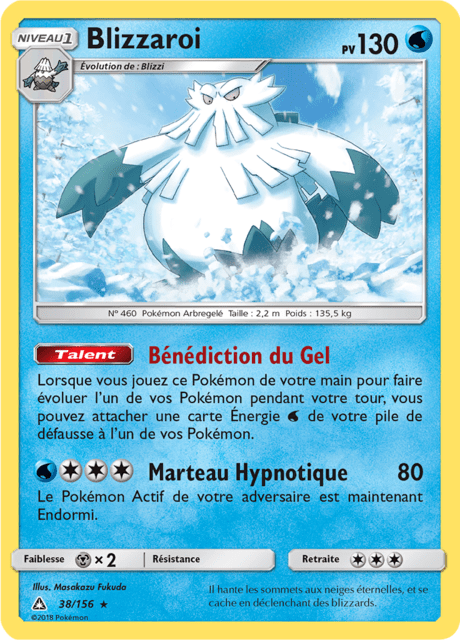 NIVEAU 1
Blizzaroi
PV 130
Évolution de : Blizzi
N° 460 Pokémon Arbregelé Taille : 2,2 m Poids : 135,5 kg
Talent Bénédiction du Gel
Lorsque vous jouez ce Pokémon de votre main pour faire
évoluer l'un de vos Pokémon pendant votre tour, vous
pouvez attacher une carte Énergie de votre pile de
défausse à l'un de vos Pokémon.
Marteau Hypnotique 80
Le Pokémon Actif de votre adversaire est maintenant
Endormi.
Faiblesse × 2 Résistance Retraite
Illus. Masakazu Fukuda
38/156 ★
©2018 Pokémon
Il hante les sommets aux neiges éternelles, et se
cache en déclenchant des blizzards.